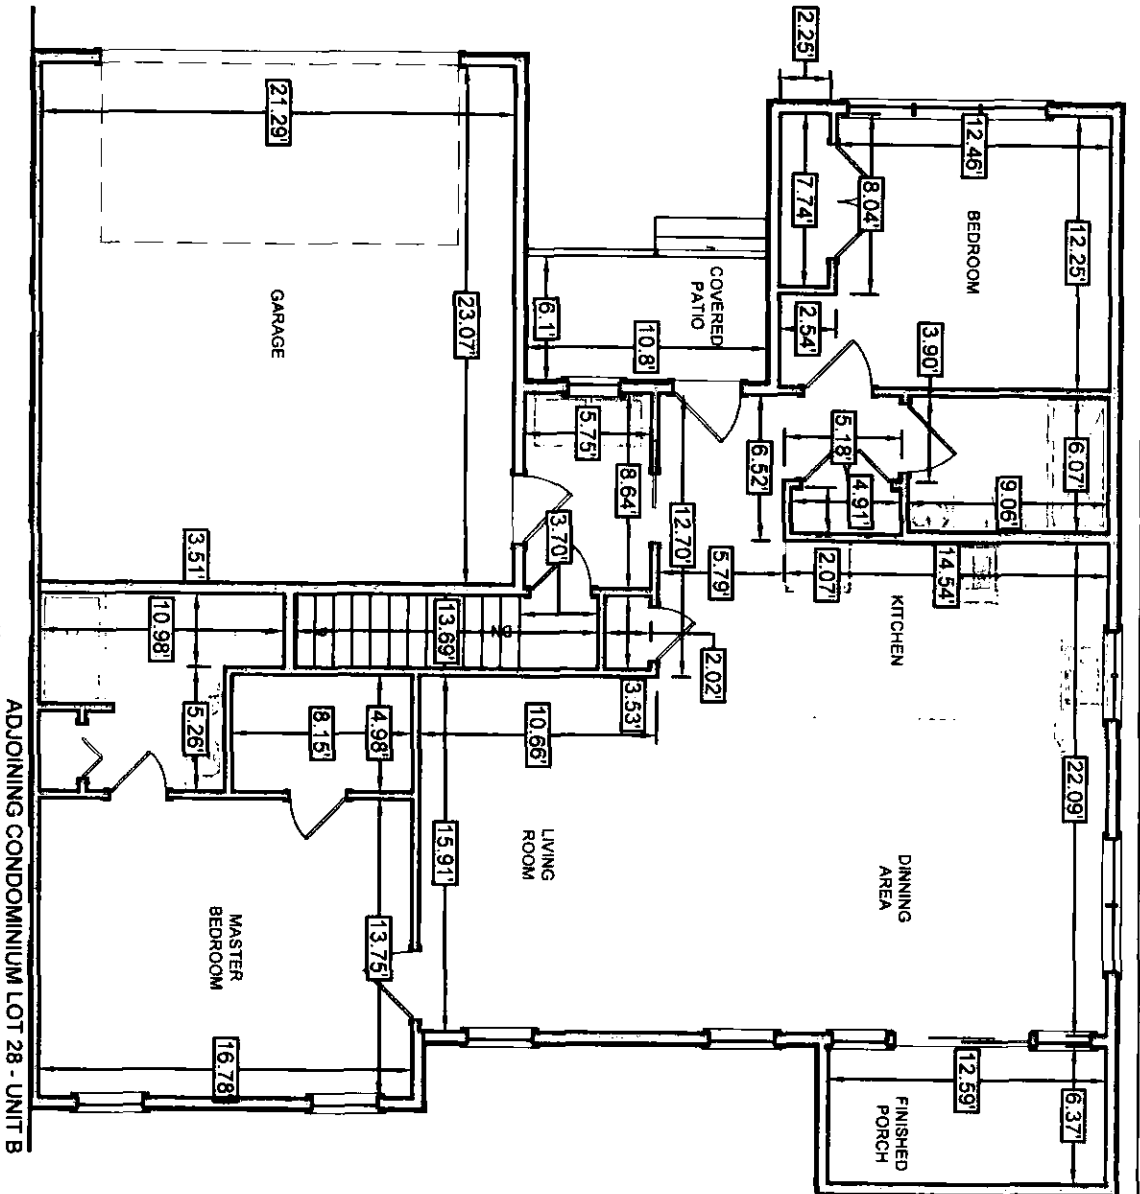 2.25'
21.29'
12.46'
12.25'
7.74'
8.04'
BEDROOM
COVERED
PATIO
6.1'
10.8'
2.54'
3.90'
GARAGE
23.07'
5.75'
8.64'
6.52'
5.18'
4.91'
6.07'
9.06'
12.70'
3.70'
5.79'
2.07'
14.54'
KITCHEN
3.51'
10.98'
13.69'
DN
2.02'
3.53'
5.26'
8.15'
4.98'
10.66'
22.09'
15.91'
LIVING
ROOM
DINNING
AREA
MASTER
BEDROOM
13.75'
16.78'
12.59'
6.37'
FINISHED
PORCH
ADJOINING CONDOMINIUM LOT 28 - UNIT B